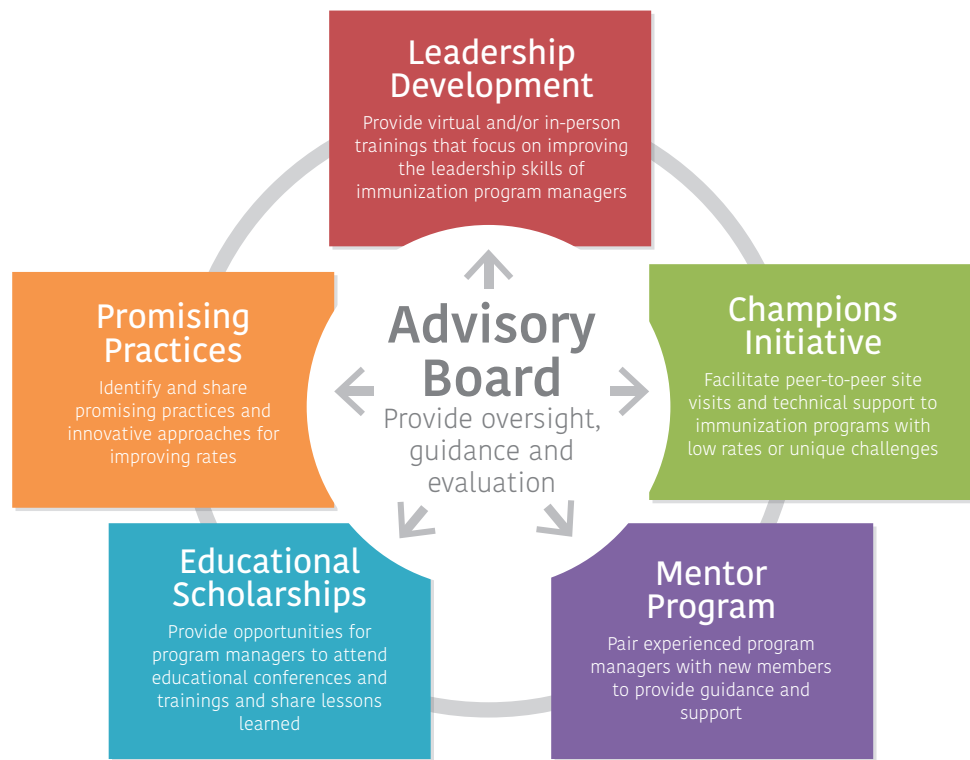 Leadership
Development
Provide virtual and/or in-person
trainings that focus on improving
the leadership skills of
immunization program managers
Promising
Practices
Identify and share
promising practices and
innovative approaches for
improving rates
Advisory
Board
Provide oversight,
guidance and
evaluation
Champions
Initiative
Facilitate peer-to-peer site
visits and technical support to
immunization programs with
low rates or unique challenges
Educational
Scholarships
Provide opportunities for
program managers to attend
educational conferences and
trainings and share lessons
learned
Mentor
Program
Pair experienced program
managers with new members
to provide guidance and
support